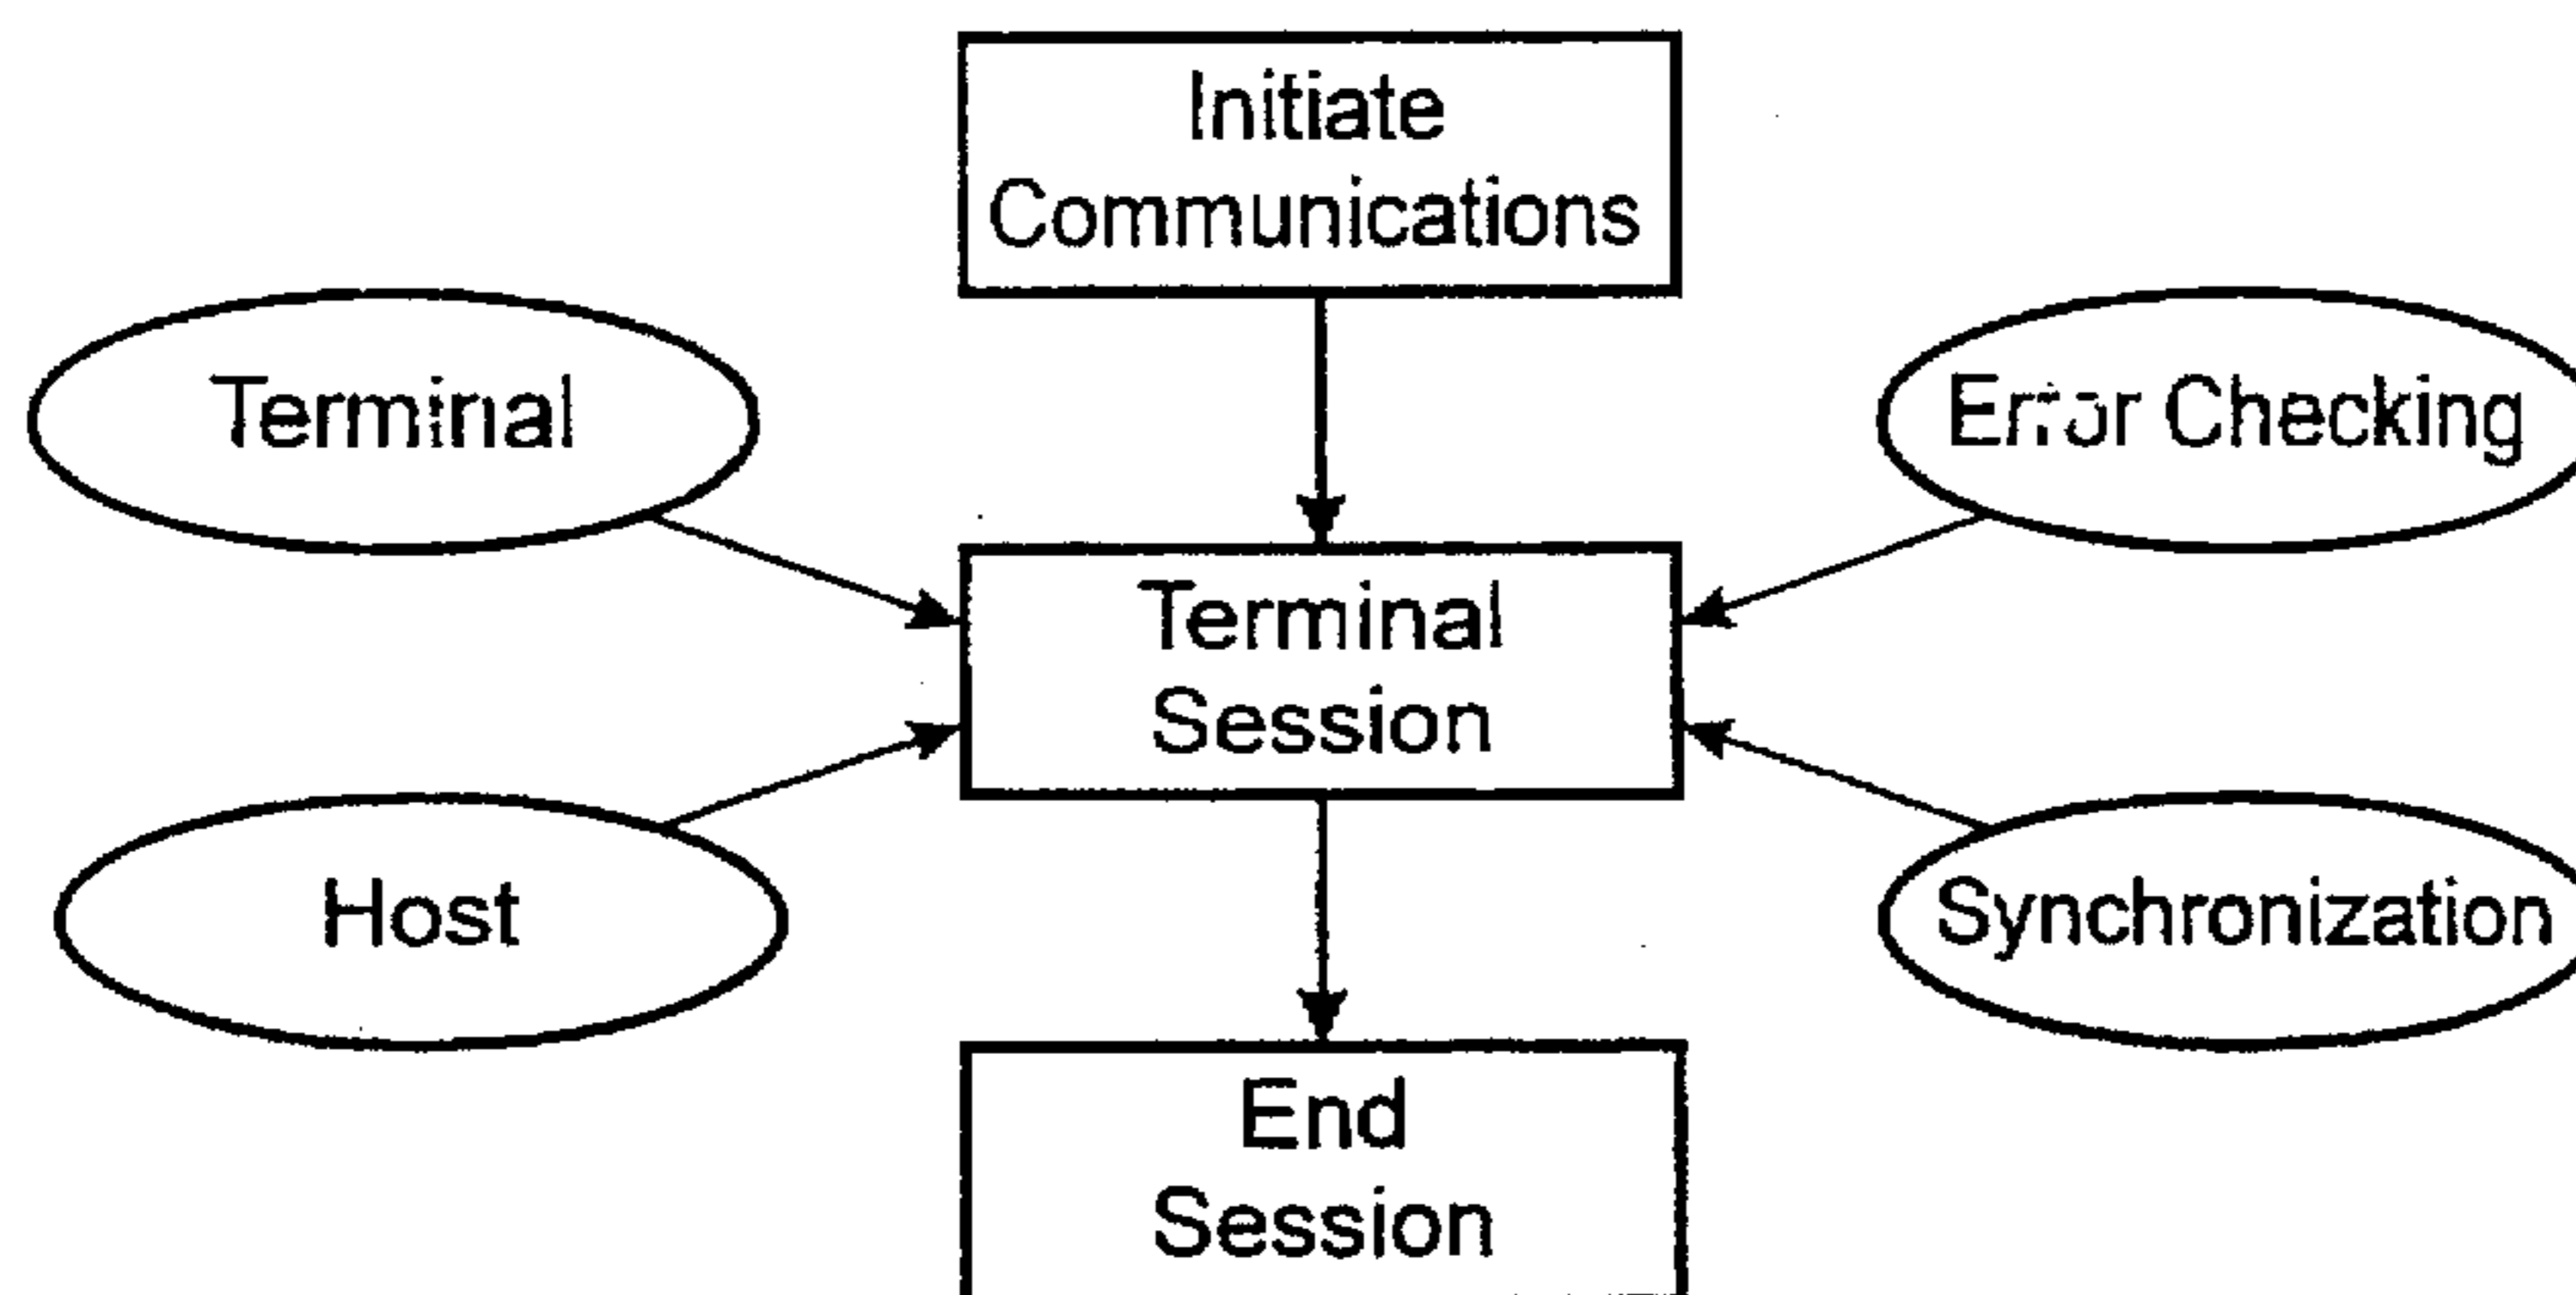 Initiate
Communications
Terminal
Error Checking
Terminal
Session
Host
Synchronization
End
Session